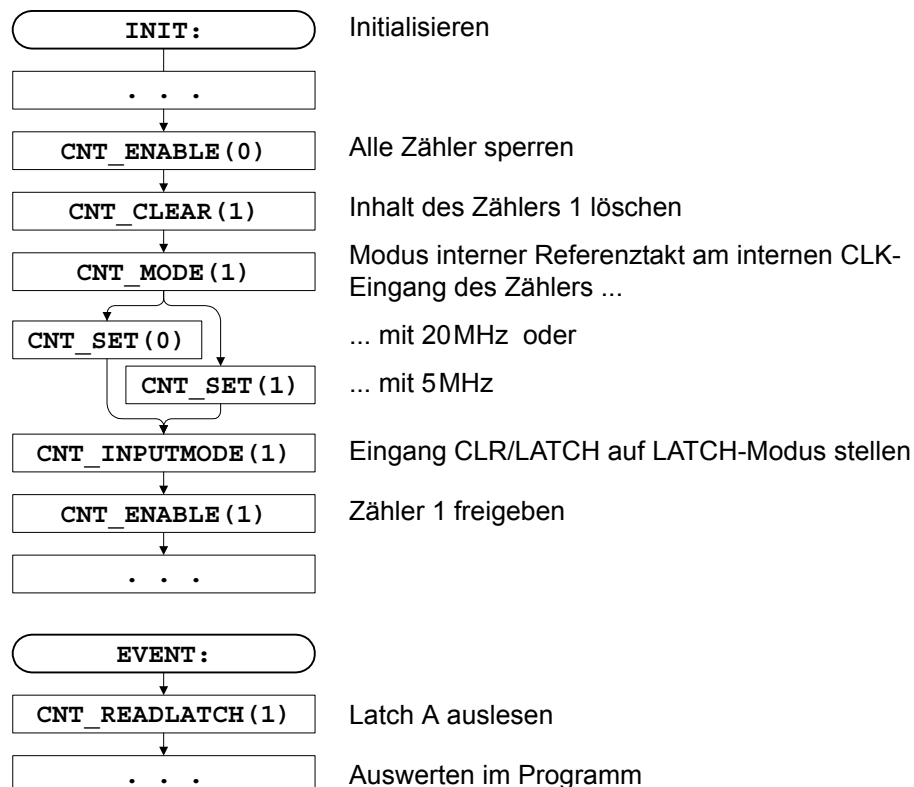 INIT:
Initialisieren
. . .
CNT_ENABLE(0)
Alle Zähler sperren
CNT_CLEAR(1)
Inhalt des Zählers 1 löschen
CNT_MODE(1)
Modus interner Referenztakt am internen CLK-
Eingang des Zählers ...
CNT_SET(0)
... mit 20MHz oder
CNT_SET(1)
... mit 5MHz
CNT_INPUTMODE(1)
Eingang CLR/LATCH auf LATCH-Modus stellen
CNT_ENABLE(1)
Zähler 1 freigeben
. . .
EVENT:
CNT_READLATCH(1)
Latch A auslesen
. . .
Auswerten im Programm